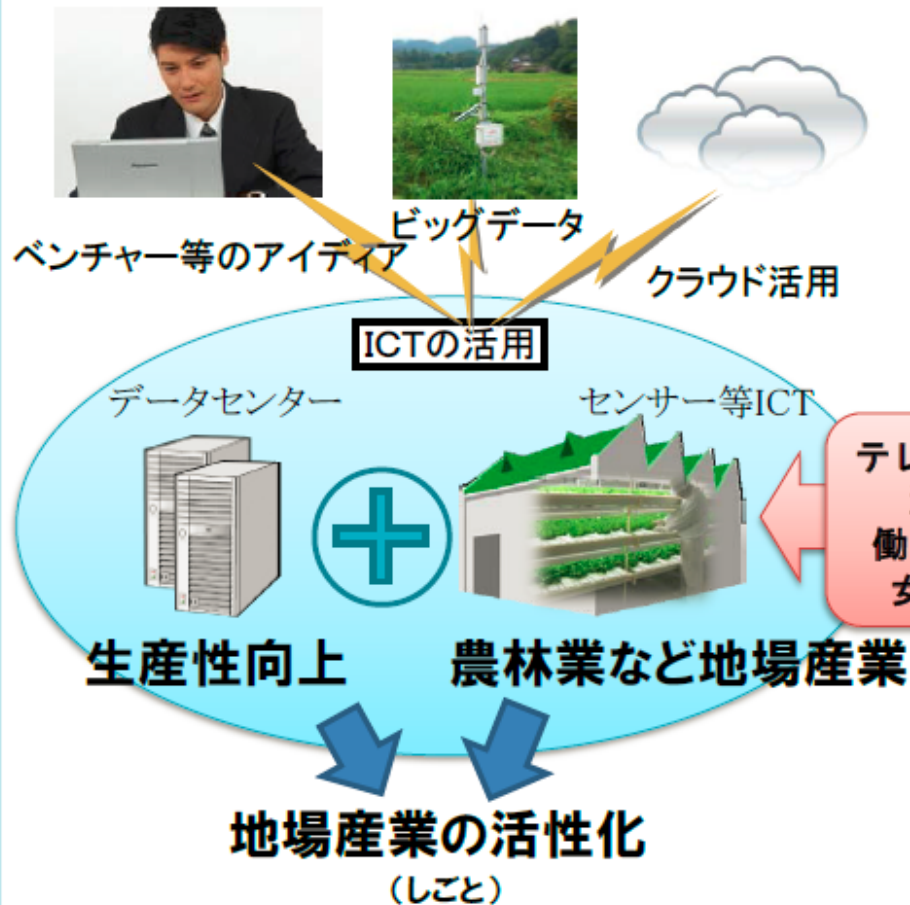 ビッグデータ
ベンチャー等のアイディア
クラウド活用
ICTの活用
データセンター
センサー等ICT
テレ
働
女
生産性向上
農林業など地場産業
地場産業の活性化
(しごと)